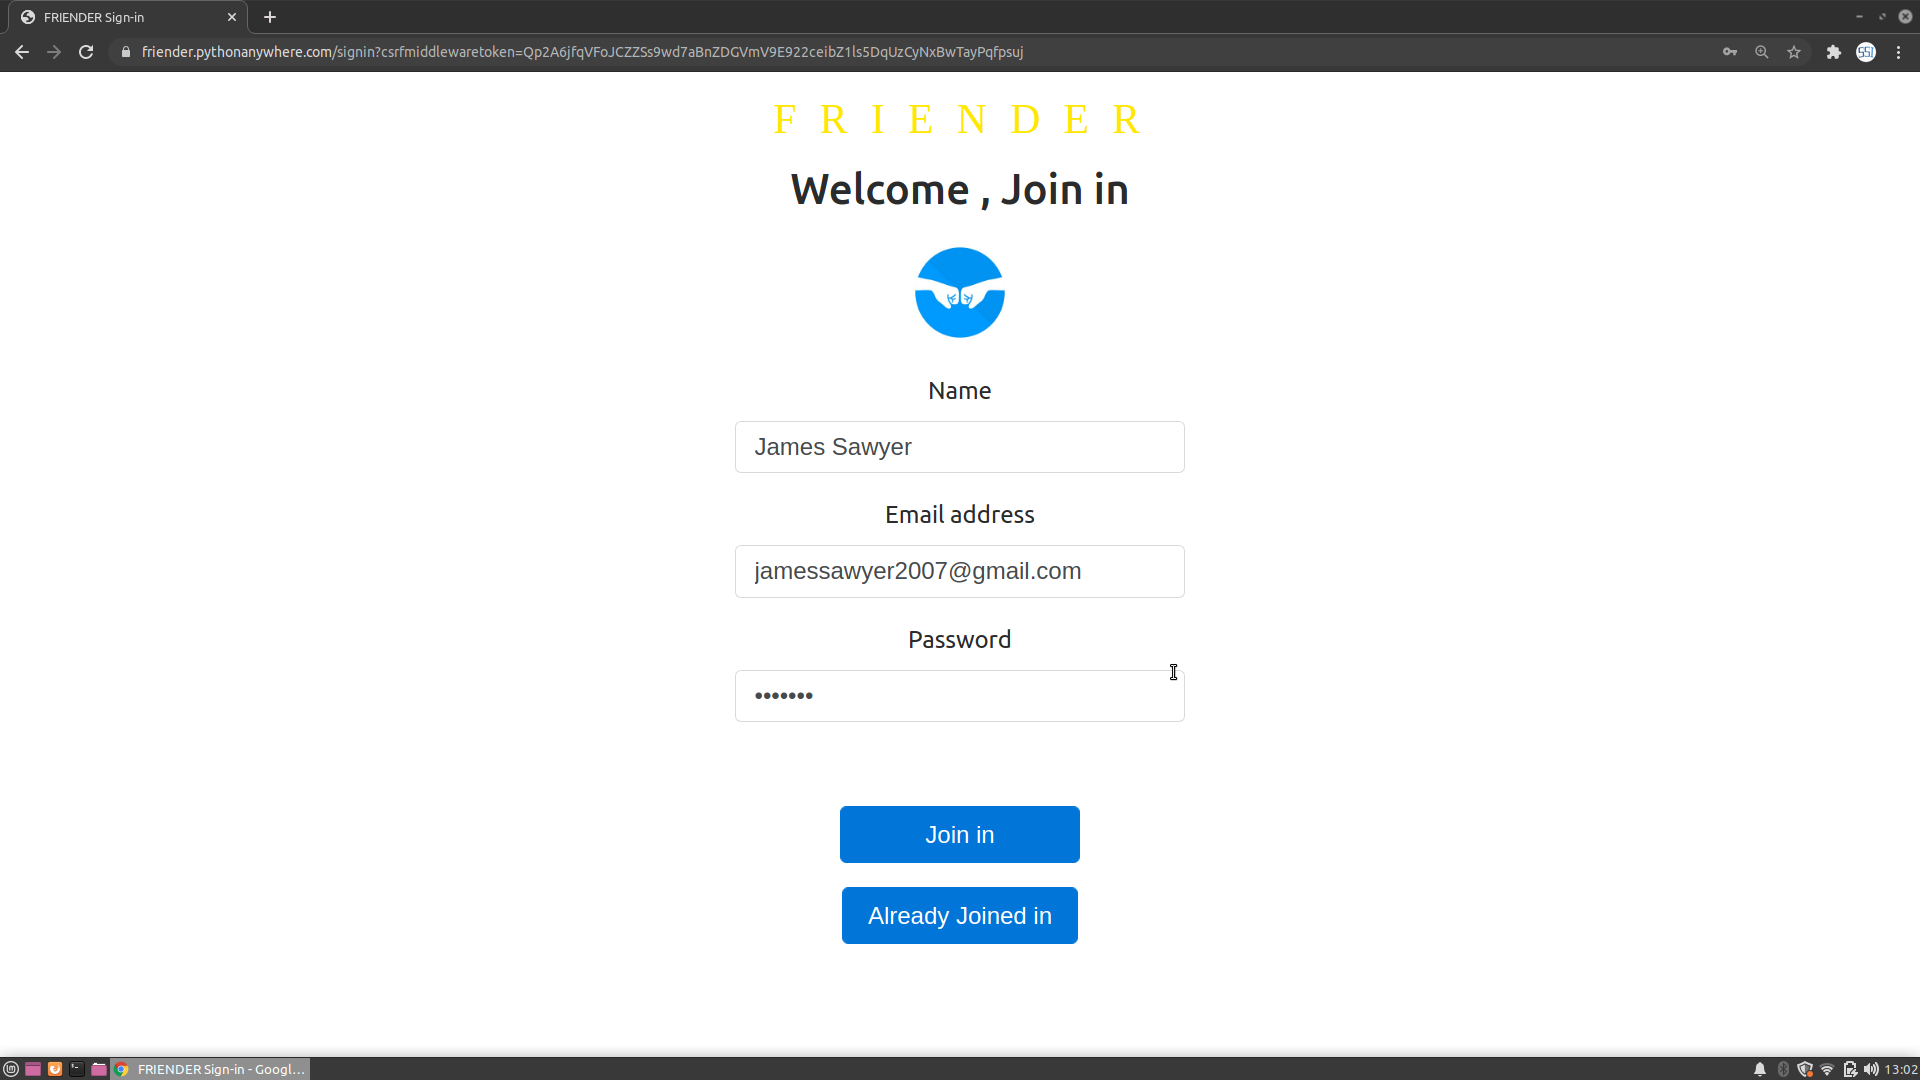 FRIENDER Sign-in
friender.pythonanywhere.com/signin?csrfmiddlewaretoken=Qp2A6jfqVFoJCZZSs9wd7aBnZDGVmV9E922ceibZ1ls5DqUzCyNxBwTayPqfpsuj
SSI
F R I E N D E R
Welcome , Join in
Name
James Sawyer
Email address
jamessawyer2007@gmail.com
Password
•••••••
Join in
Already Joined in
FRIENDER Sign-in - Googl...
13:02